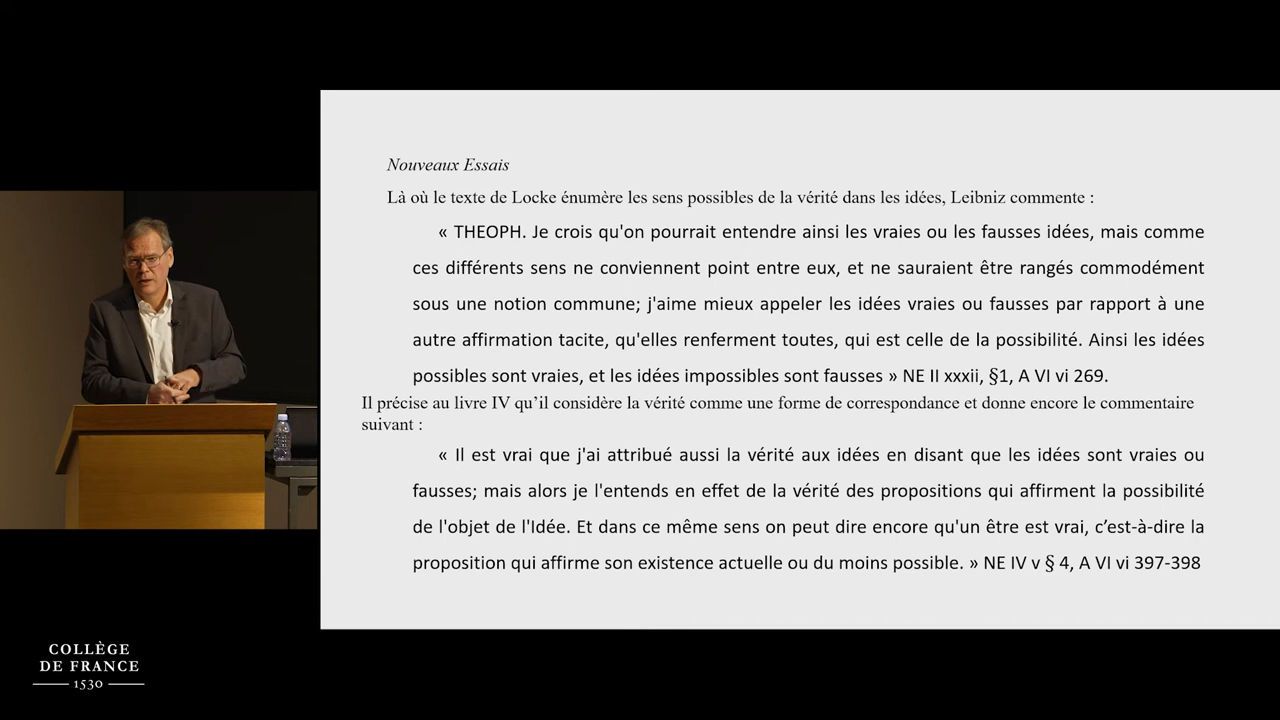 Nouveaux Essais
Là où le texte de Locke énumère les sens possibles de la vérité dans les idées, Leibniz commente :
« THEOPH. Je crois qu'on pourrait entendre ainsi les vraies ou les fausses idées, mais comme
ces différents sens ne conviennent point entre eux, et ne sauraient être rangés commodément
sous une notion commune; j'aime mieux appeler les idées vraies ou fausses par rapport à une
autre affirmation tacite, qu'elles renferment toutes, qui est celle de la possibilité. Ainsi les idées
possibles sont vraies, et les idées impossibles sont fausses » NE II xxxii, §1, A VI vi 269.
Il précise au livre IV qu’il considère la vérité comme une forme de correspondance et donne encore le commentaire
suivant :
« Il est vrai que j'ai attribué aussi la vérité aux idées en disant que les idées sont vraies ou
fausses; mais alors je l'entends en effet de la vérité des propositions qui affirment la possibilité
de l'objet de l'Idée. Et dans ce même sens on peut dire encore qu'un être est vrai, c’est-à-dire la
proposition qui affirme son existence actuelle ou du moins possible. » NE IV v § 4, A VI vi 397-398
COLLÈGE
DE FRANCE
1530